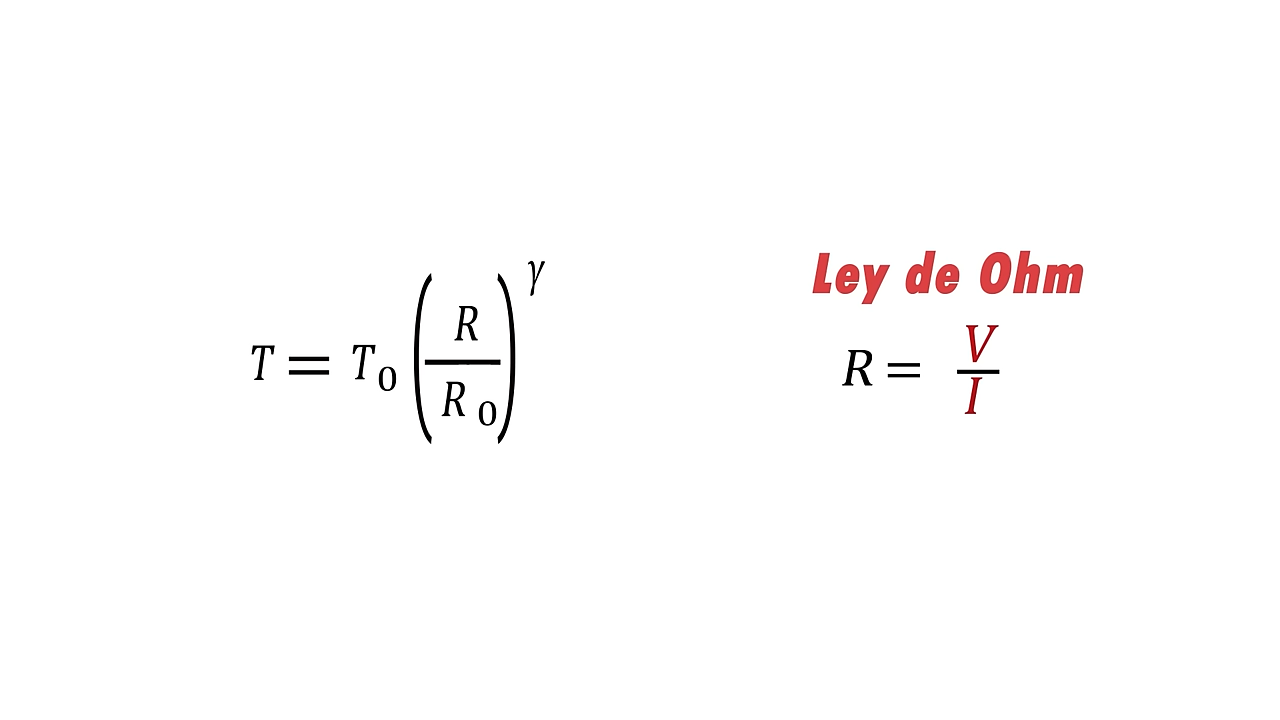 T = T₀ (R / R₀)^γ
Ley de Ohm
R = V / I